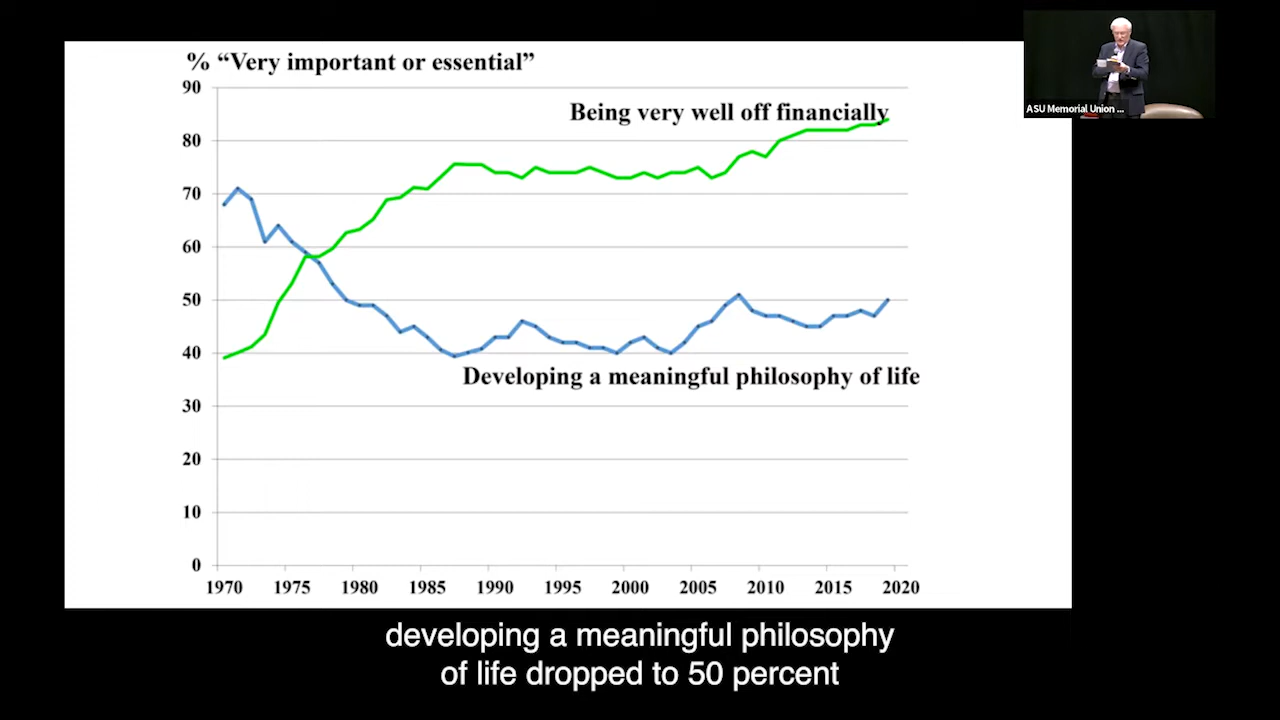 % “Very important or essential”
90
Being very well off financially
80
70
60
50
40
Developing a meaningful philosophy of life
30
20
10
0
1970 1975 1980 1985 1990 1995 2000 2005 2010 2015 2020
ASU Memorial Union ...
developing a meaningful philosophy
of life dropped to 50 percent